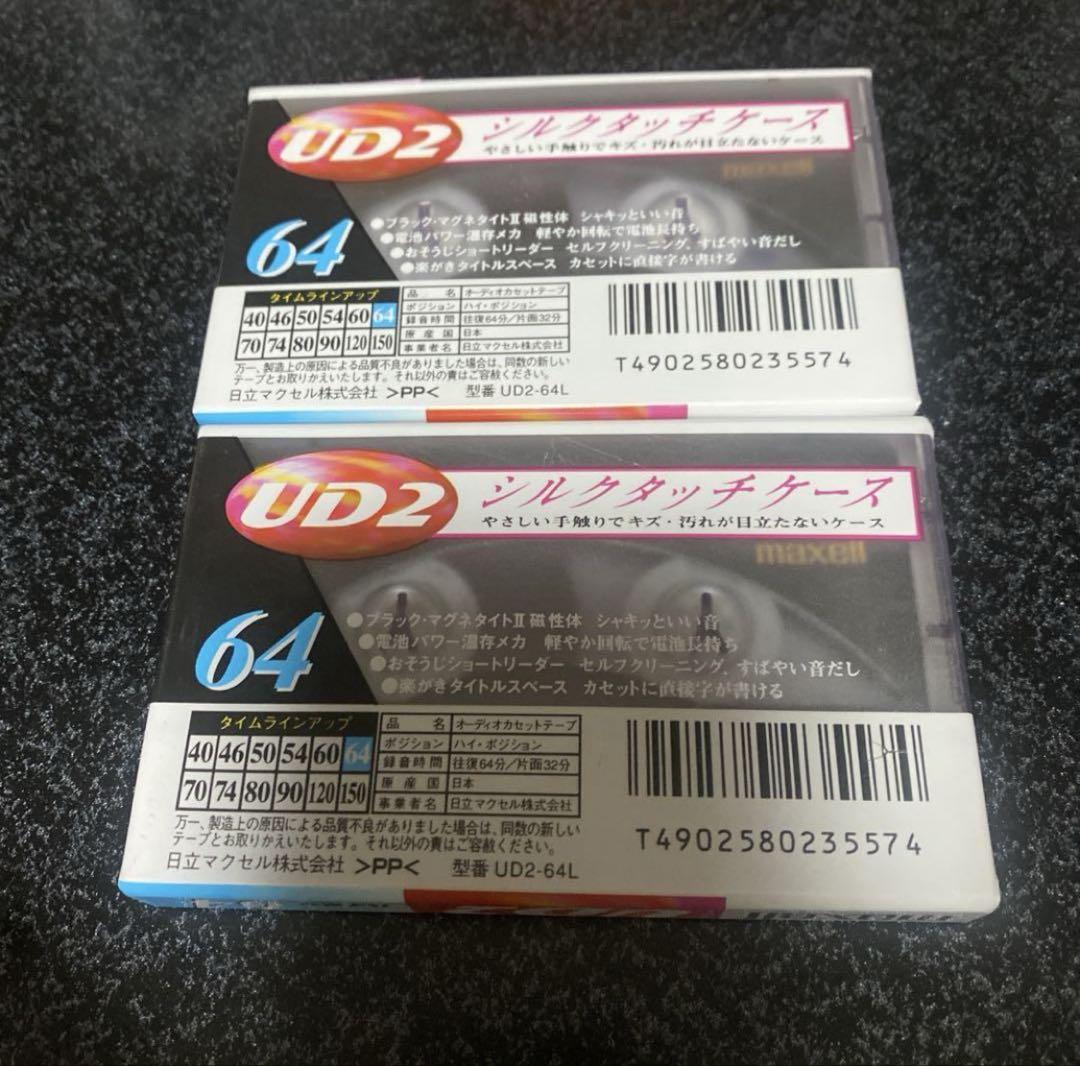 UD2
シルクタッチケース
やさしい手触りでキズ・汚れが目立たないケース
maxell
64
●ブラック・マグネタイトII磁性体 シャキッといい音
●電池パワー温存メカ 軽やか回転で電池長持ち
●おそうじショートリーダー セルフクリーニング、すばやい音だし
●楽がきタイトルスペース カセットに直接字が書ける
タイムラインアップ
40 46 50 54 60 64
70 74 80 90 120 150
品名 オーディオカセットテープ
ポジション ハイ・ポジション
録音時間 往復64分/片面32分
原産国 日本
事業者名 日立マクセル株式会社
T4902580235574
万一、製造上の原因による品質不良がありました場合は、同数の新しい
テープとお取りかえいたします。それ以外の責はご容赦ください。
日立マクセル株式会社 >PP< 型番 UD2-64L
UD2
シルクタッチケース
やさしい手触りでキズ・汚れが目立たないケース
maxell
64
●ブラック・マグネタイトII磁性体 シャキッといい音
●電池パワー温存メカ 軽やか回転で電池長持ち
●おそうじショートリーダー セルフクリーニング、すばやい音だし
●楽がきタイトルスペース カセットに直接字が書ける
タイムラインアップ
40 46 50 54 60 64
70 74 80 90 120 150
品名 オーディオカセットテープ
ポジション ハイ・ポジション
録音時間 往復64分/片面32分
原産国 日本
事業者名 日立マクセル株式会社
T4902580235574
万一、製造上の原因による品質不良がありました場合は、同数の新しい
テープとお取りかえいたします。それ以外の責はご容赦ください。
日立マクセル株式会社 >PP< 型番 UD2-64L